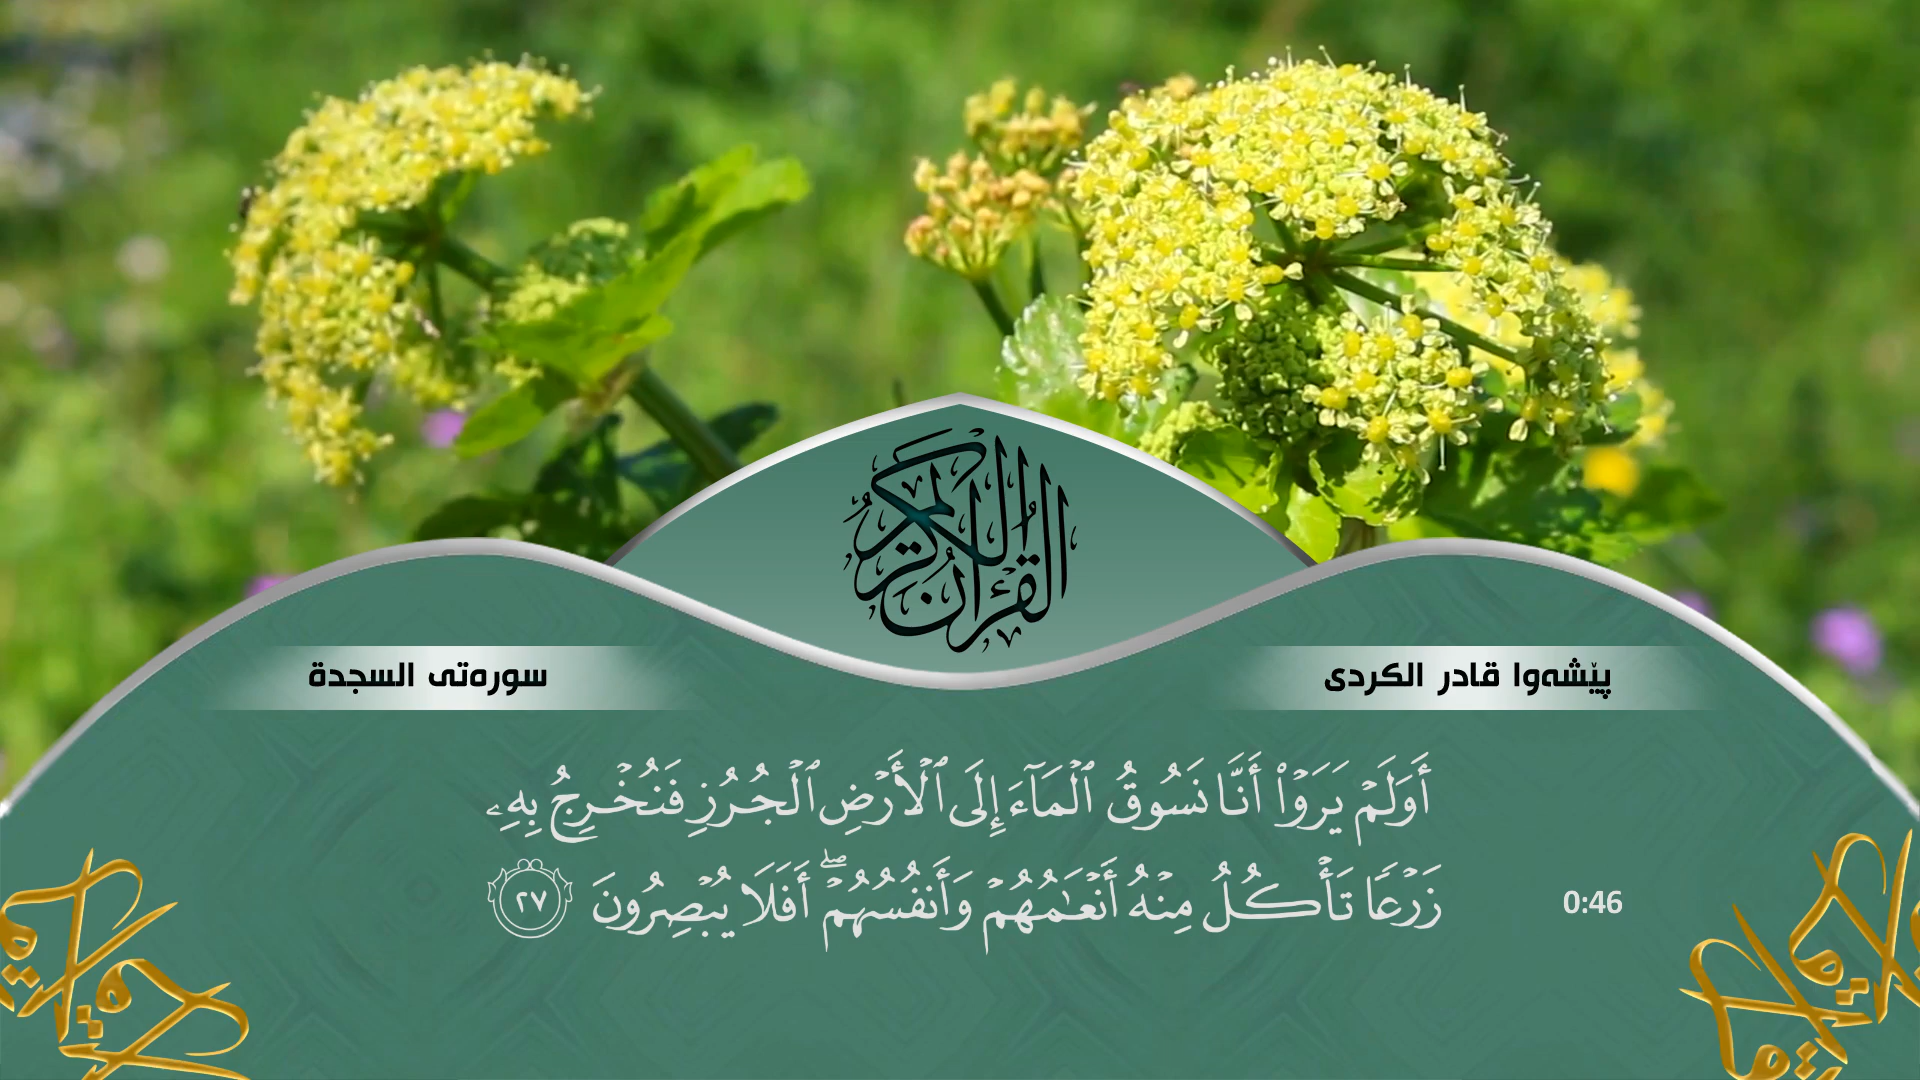 القرآن الكريم
پێشەوا قادر الكردی
سورەتی السجدة
أَوَلَمۡ يَرَوۡاْ أَنَّا نَسُوقُ ٱلۡمَآءَ إِلَى ٱلۡأَرۡضِ ٱلۡجُرُزِ فَنُخۡرِجُ بِهِۦ
زَرۡعٗا تَأۡكُلُ مِنۡهُ أَنۡعَٰمُهُمۡ وَأَنفُسُهُمۡۚ أَفَلَا يُبۡصِرُونَ ٢٧
0:46